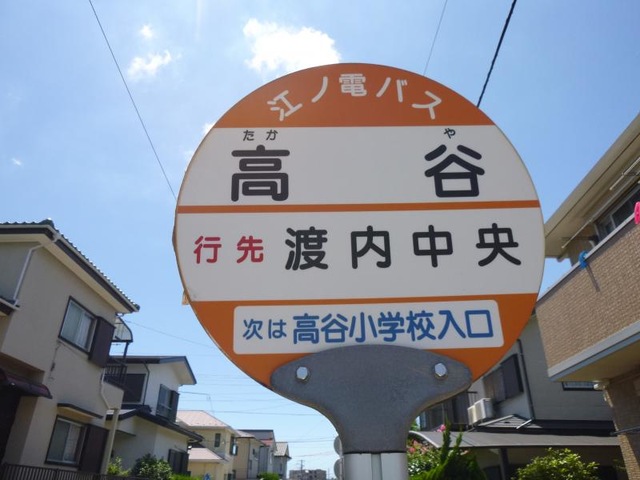 江ノ電バス
たか や
高谷
行先 渡内中央
次は 高谷小学校入口